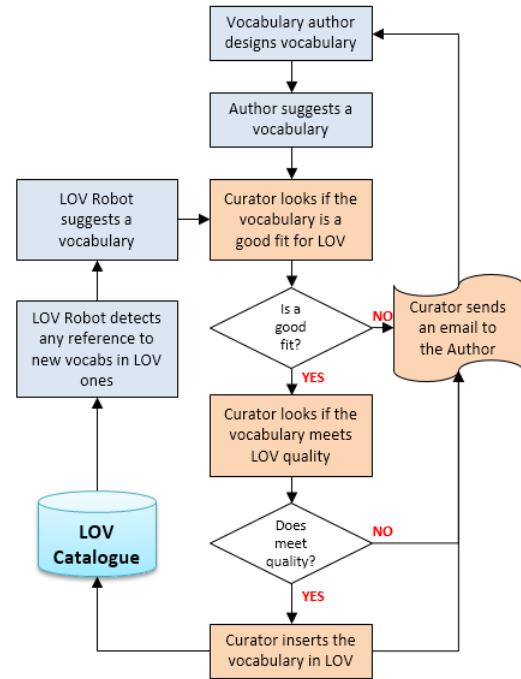 Vocabulary author
designs vocabulary
Author suggests a
vocabulary
LOV Robot
suggests a
vocabulary
Curator looks if the
vocabulary is a
good fit for LOV
LOV Robot detects
any reference to
new vocabs in LOV
ones
Is a
good
fit?
NO
Curator sends
an email to
the Author
YES
Curator looks if the
vocabulary meets
LOV quality
LOV
Catalogue
Does
meet
quality?
NO
YES
Curator inserts the
vocabulary in LOV